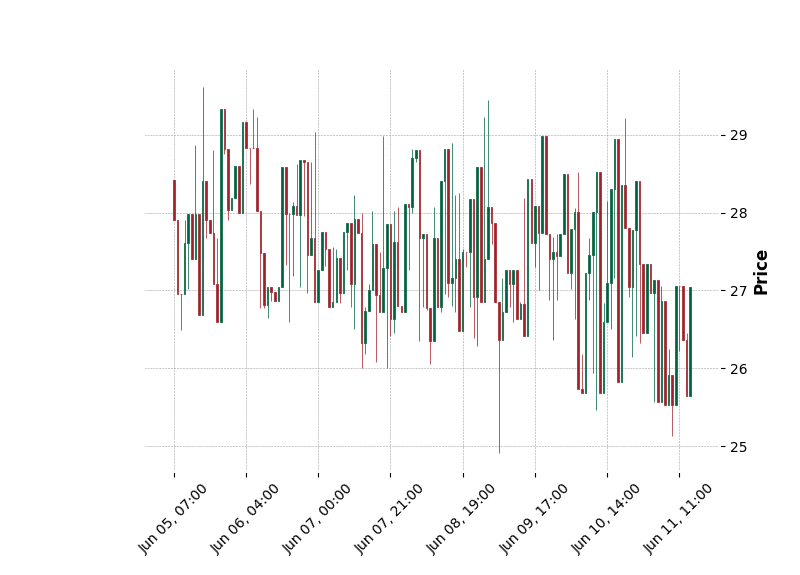 29
28
27
26
25
Price
Jun 05, 07:00
Jun 06, 04:00
Jun 07, 00:00
Jun 07, 21:00
Jun 08, 19:00
Jun 09, 17:00
Jun 10, 14:00
Jun 11, 11:00